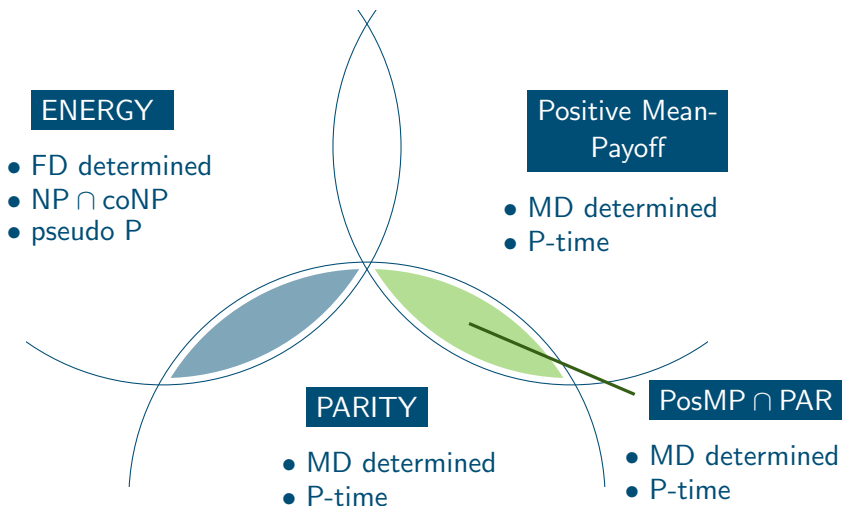 ENERGY
• FD determined
• NP ∩ coNP
• pseudo P
Positive Mean-
Payoff
• MD determined
• P-time
PARITY
• MD determined
• P-time
PosMP ∩ PAR
• MD determined
• P-time